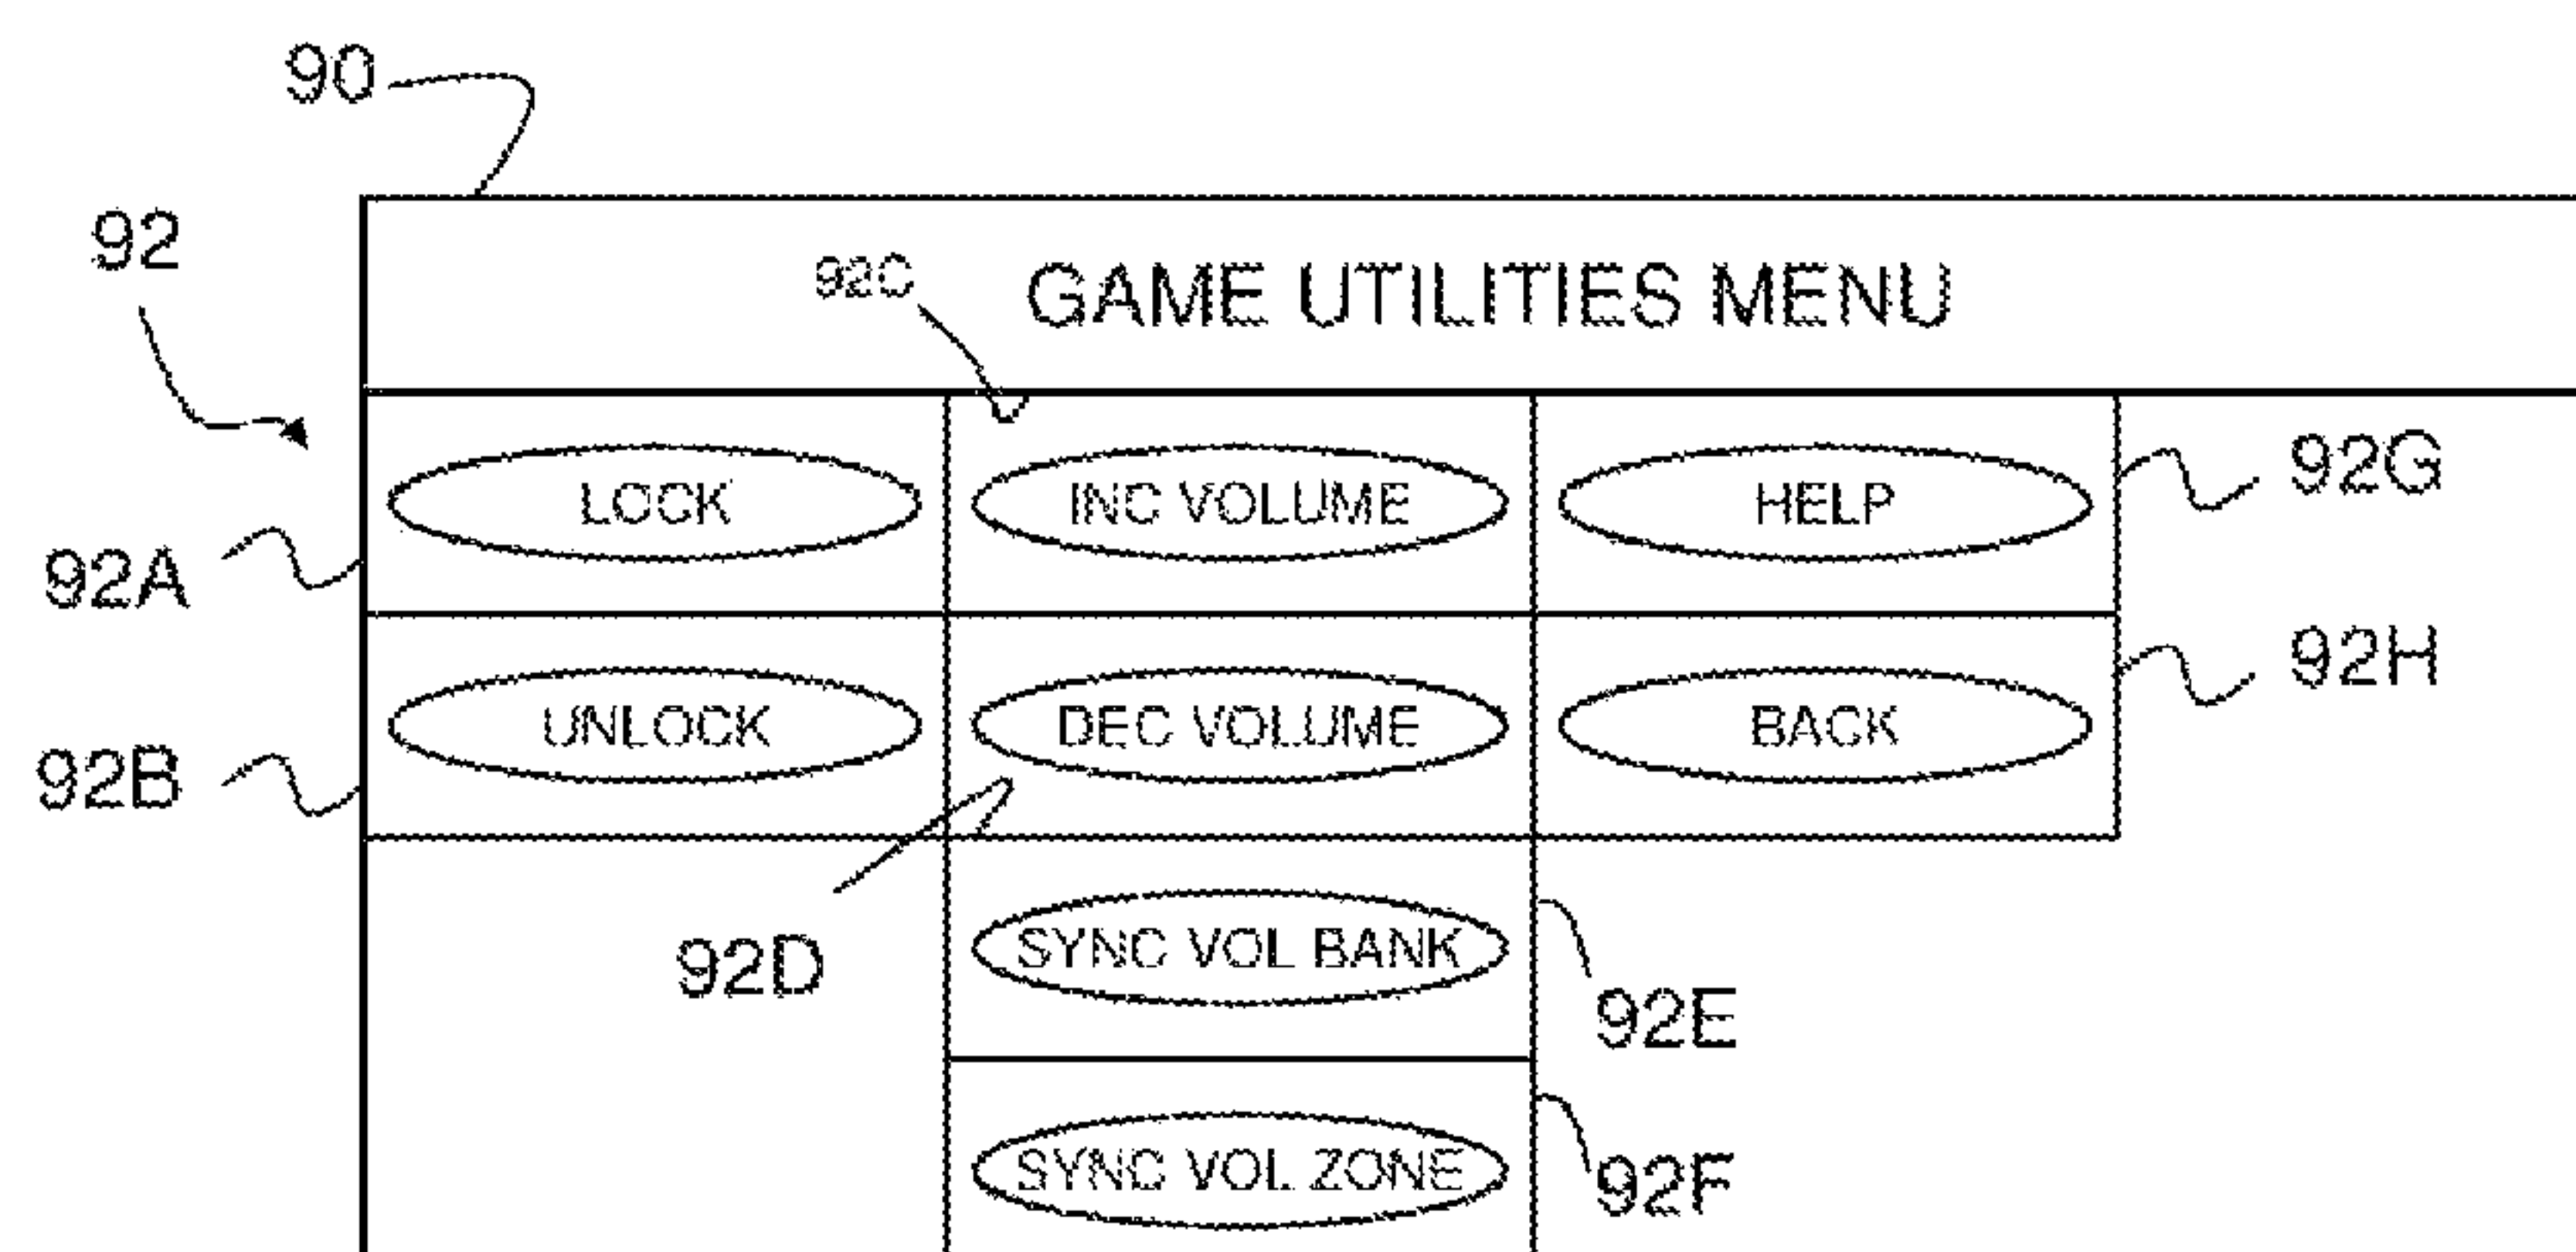 90
92
92C
GAME UTILITIES MENU
LOCK
INC VOLUME
HELP
92G
92A
UNLOCK
DEC VOLUME
BACK
92H
92B
92D
SYNC VOL BANK
92E
SYNC VOL ZONE
92F